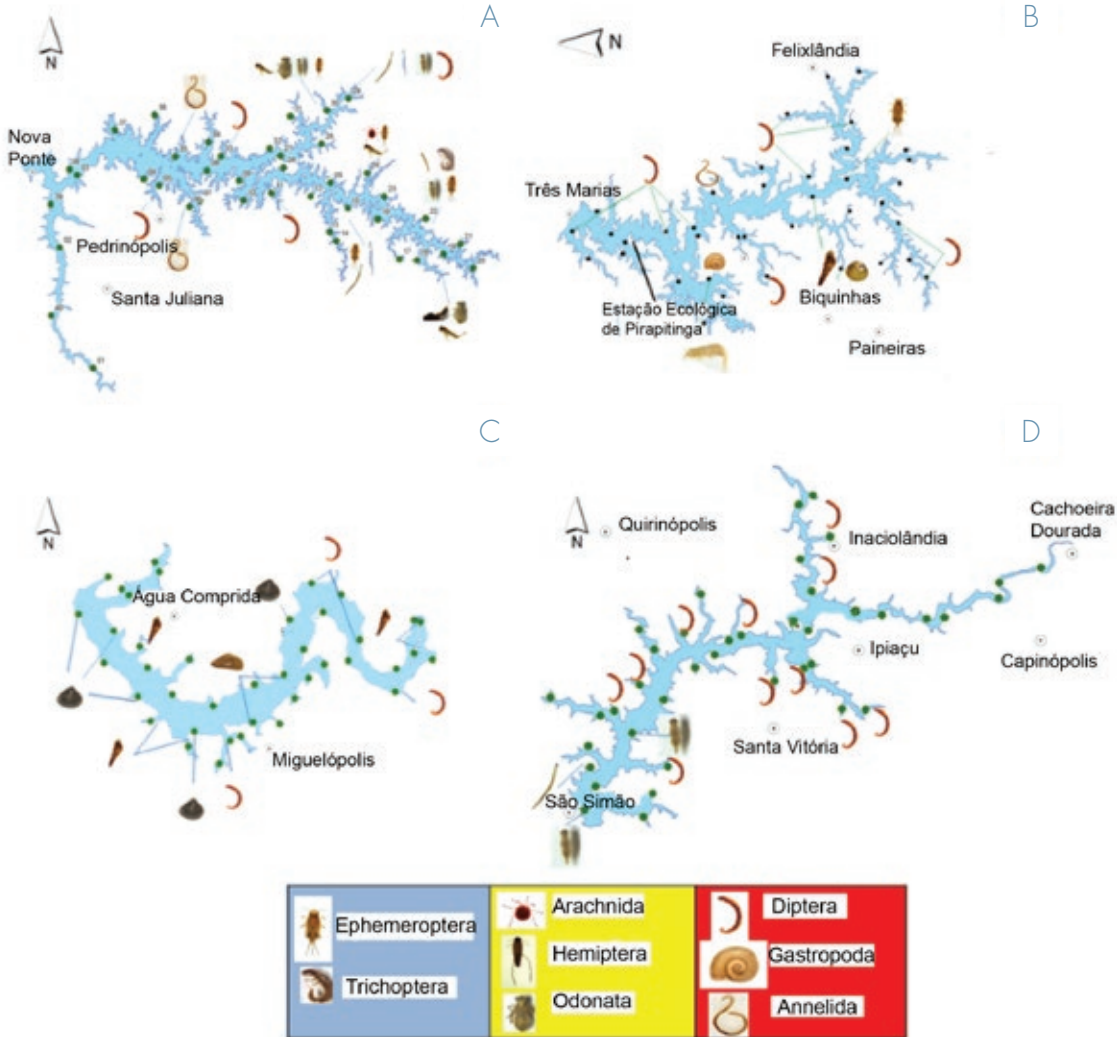 A
B
N
N
Felixlândia
Nova
Ponte
Três Marias
Pedrinópolis
Santa Juliana
Estação Ecológica
de Pirapitinga
Biquinhas
Paineiras
C
D
N
N
Quirinópolis
Cachoeira
Dourada
Inaciolândia
Água Comprida
Ipiaçu
Capinópolis
Miguelópolis
Santa Vitória
São Simão
Ephemeroptera
Trichoptera
Arachnida
Hemiptera
Odonata
Diptera
Gastropoda
Annelida